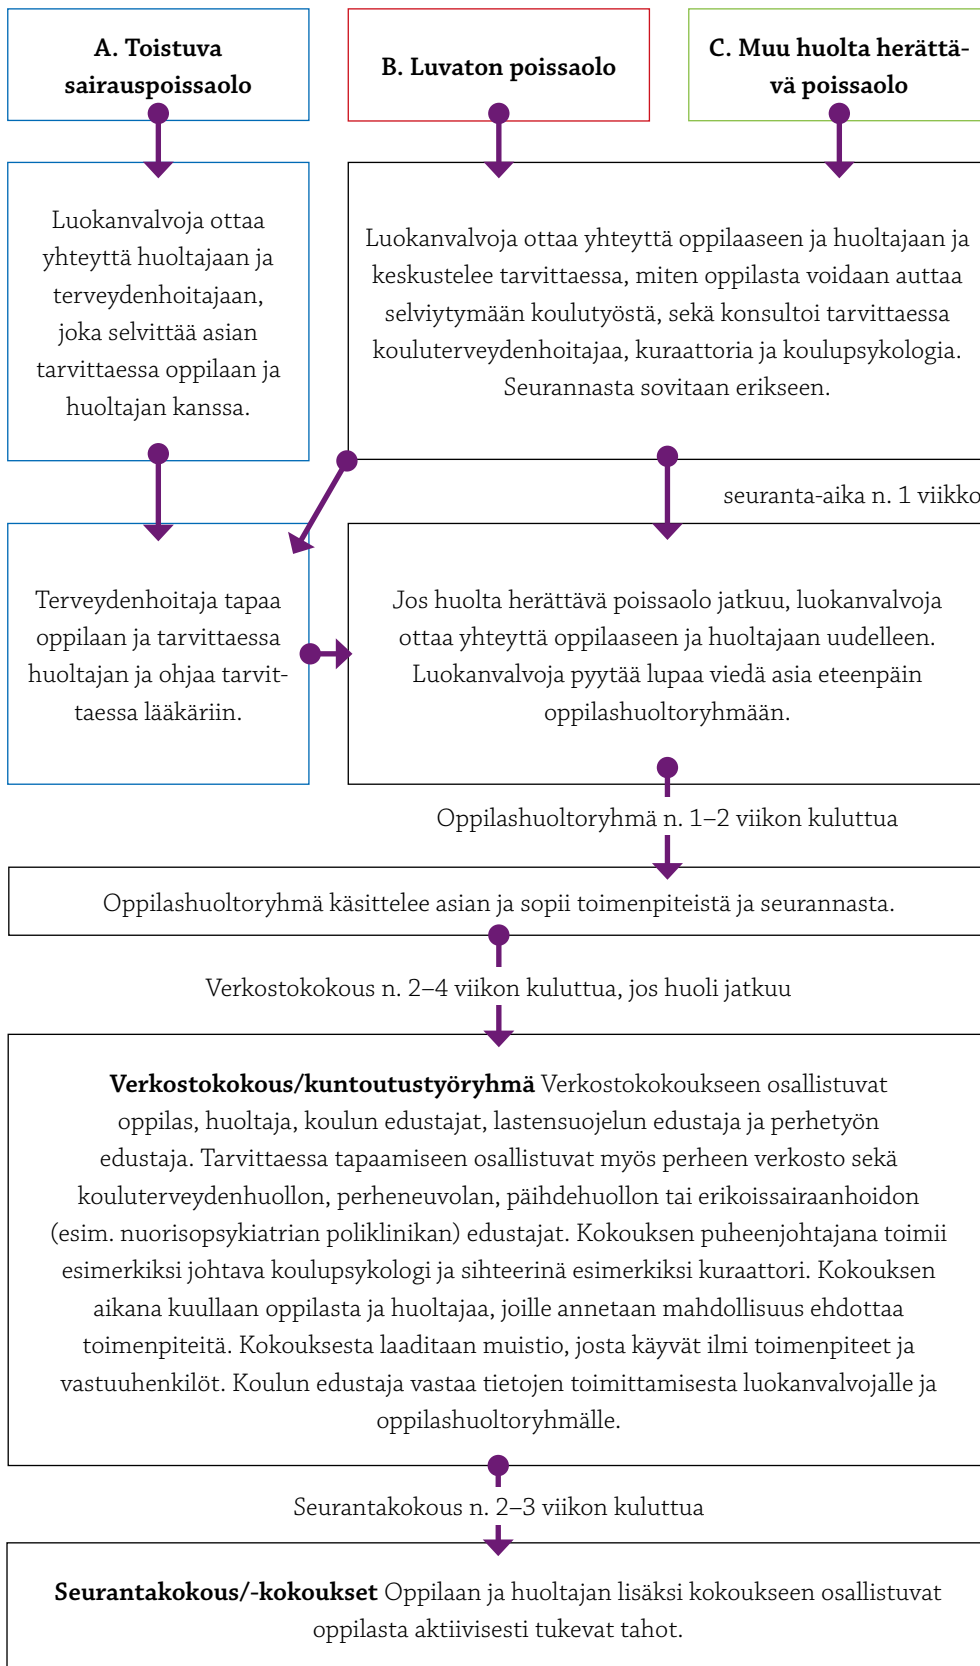 A. Toistuva
sairauspoissaolo
B. Luvaton poissaolo
C. Muu huolta herättä-
vä poissaolo
Luokanvalvoja ottaa
yhteyttä huoltajaan ja
terveydenhoitajaan,
joka selvittää asian
tarvittaessa oppilaan ja
huoltajan kanssa.
Luokanvalvoja ottaa yhteyttä oppilaaseen ja huoltajaan ja
keskustelee tarvittaessa, miten oppilasta voidaan auttaa
selviytymään koulutyöstä, sekä konsultoi tarvittaessa
kouluterveydenhoitajaa, kuraattoria ja koulupsykologia.
Seurannasta sovitaan erikseen.
seuranta-aika n. 1 viikko
Terveydenhoitaja tapaa
oppilaan ja tarvittaessa
huoltajan ja ohjaa tarvit-
taessa lääkäriin.
Jos huolta herättävä poissaolo jatkuu, luokanvalvoja
ottaa yhteyttä oppilaaseen ja huoltajaan uudelleen.
Luokanvalvoja pyytää lupaa viedä asia eteenpäin
oppilashuoltoryhmään.
Oppilashuoltoryhmä n. 1–2 viikon kuluttua
Oppilashuoltoryhmä käsittelee asian ja sopii toimenpiteistä ja seurannasta.
Verkostokokous n. 2–4 viikon kuluttua, jos huoli jatkuu
Verkostokokous/kuntoutustyöryhmä Verkostokokoukseen osallistuvat
oppilas, huoltaja, koulun edustajat, lastensuojelun edustaja ja perhetyön
edustaja. Tarvittaessa tapaamiseen osallistuvat myös perheen verkosto sekä
kouluterveydenhuollon, perheneuvolan, päihdehuollon tai erikoissairaanhoidon
(esim. nuorisopsykiatrian poliklinikan) edustajat. Kokouksen puheenjohtajana toimii
esimerkiksi johtava koulupsykologi ja sihteerinä esimerkiksi kuraattori. Kokouksen
aikana kuullaan oppilasta ja huoltajaa, joille annetaan mahdollisuus ehdottaa
toimenpiteitä. Kokouksesta laaditaan muistio, josta käyvät ilmi toimenpiteet ja
vastuuhenkilöt. Koulun edustaja vastaa tietojen toimittamisesta luokanvalvojalle ja
oppilashuoltoryhmälle.
Seurantakokous n. 2–3 viikon kuluttua
Seurantakokous/-kokoukset Oppilaan ja huoltajan lisäksi kokoukseen osallistuvat
oppilasta aktiivisesti tukevat tahot.